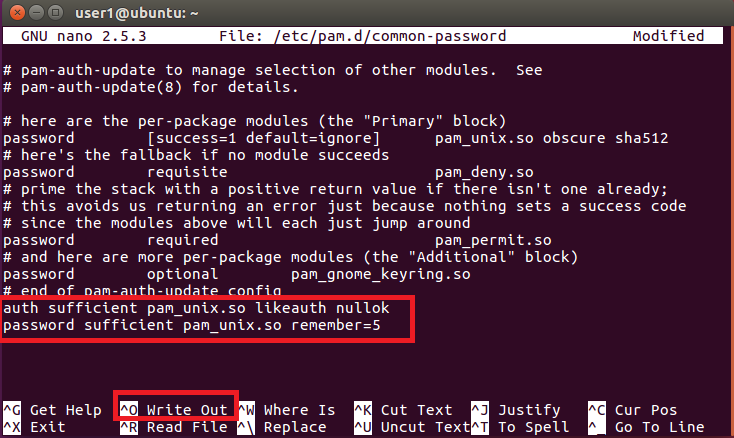 user1@ubuntu: ~
GNU nano 2.5.3 File: /etc/pam.d/common-password Modified
# pam-auth-update to manage selection of other modules. See
# pam-auth-update(8) for details.
# here are the per-package modules (the "Primary" block)
password [success=1 default=ignore] pam_unix.so obscure sha512
# here's the fallback if no module succeeds
password requisite pam_deny.so
# prime the stack with a positive return value if there isn't one already;
# this avoids us returning an error just because nothing sets a success code
# since the modules above will each just jump around
password required pam_permit.so
# and here are more per-package modules (the "Additional" block)
password optional pam_gnome_keyring.so
# end of pam-auth-update config
auth sufficient pam_unix.so likeauth nullok
password sufficient pam_unix.so remember=5
^G Get Help ^O Write Out ^W Where Is ^K Cut Text ^J Justify ^C Cur Pos
^X Exit ^R Read File ^\ Replace ^U Uncut Text ^T To Spell ^_ Go To Line